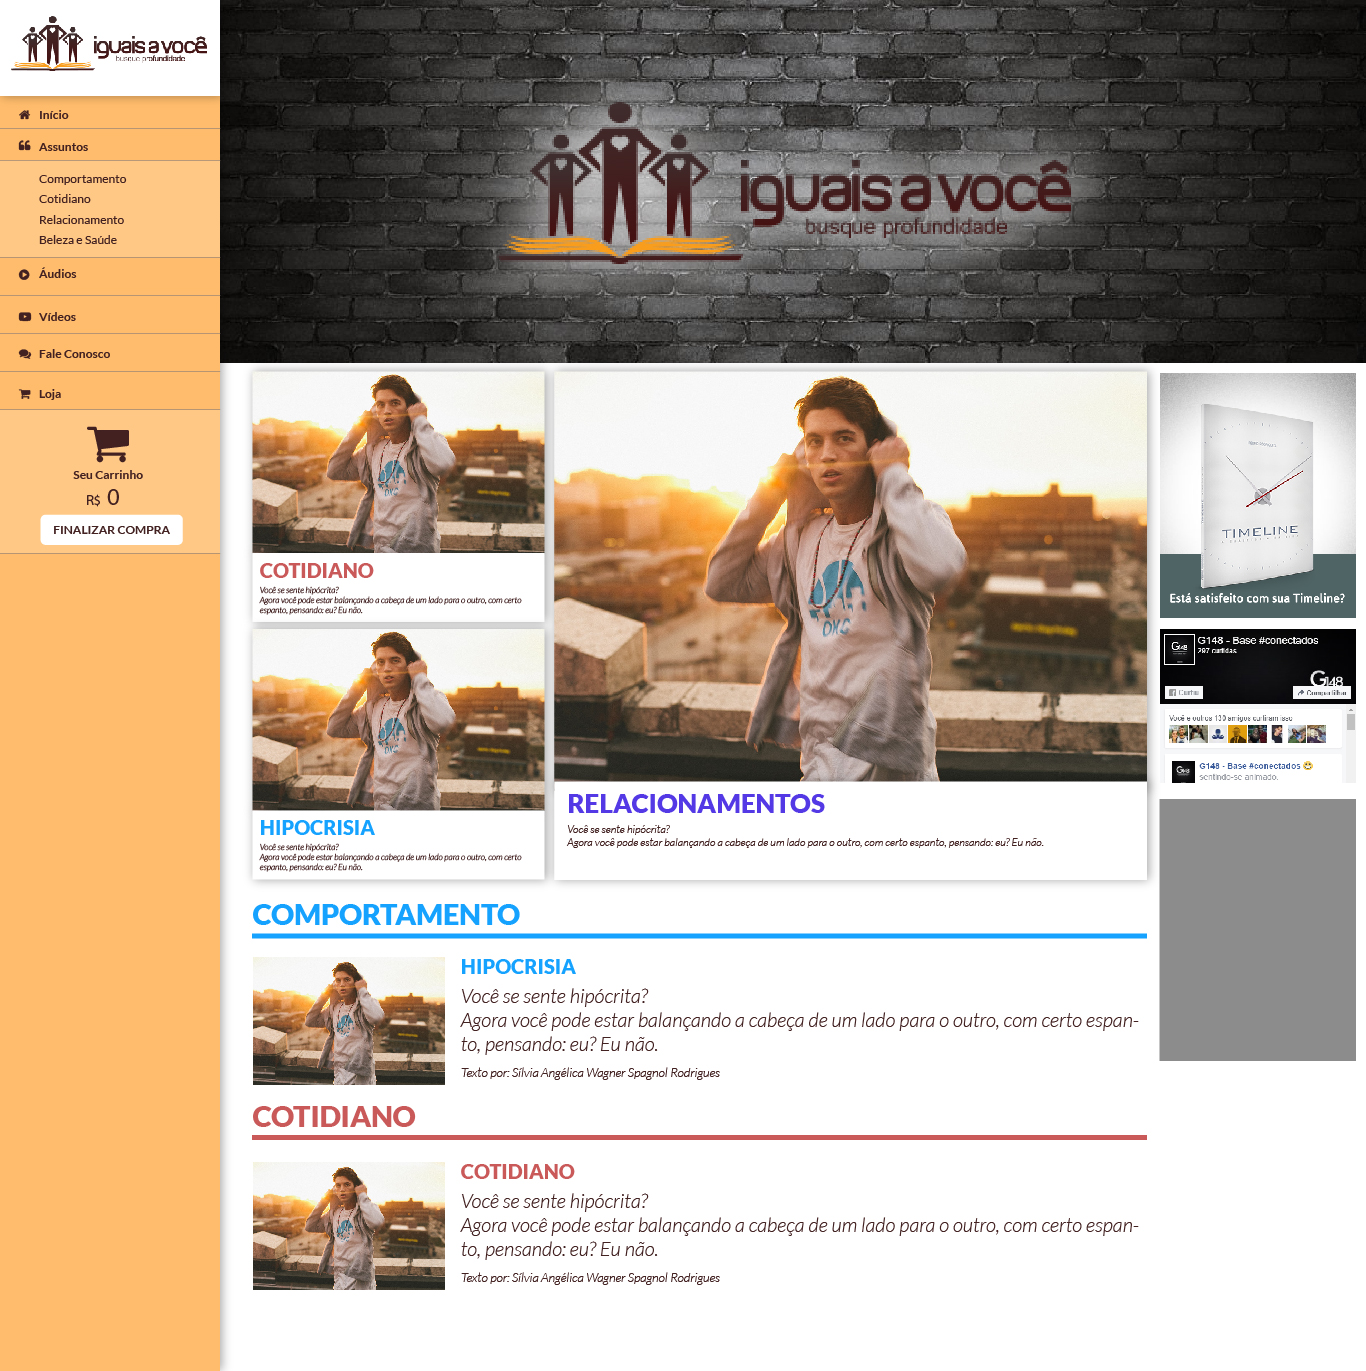 iguais a você
busque profundidade
Início
Assuntos
Comportamento
Cotidiano
Relacionamento
Beleza e Saúde
Áudios
Vídeos
Fale Conosco
Loja
Seu Carrinho
R$ 0
FINALIZAR COMPRA
iguais a você
busque profundidade
COTIDIANO
Você se sente hipócrita?
Agora você pode estar balançando a cabeça de um lado para o outro, com certo
espanto, pensando: eu? Eu não.
HIPOCRISIA
Você se sente hipócrita?
Agora você pode estar balançando a cabeça de um lado para o outro, com certo
espanto, pensando: eu? Eu não.
OKC
RELACIONAMENTOS
Você se sente hipócrita?
Agora você pode estar balançando a cabeça de um lado para o outro, com certo espanto, pensando: eu? Eu não.
TIMELINE
Está satisfeito com sua Timeline?
G148 - Base #conectados
297 curtidas
G148
Curtiu
Compartilhar
Você e outros 130 amigos curtiram isso
G148 - Base #conectados
sentindo-se animado.
COMPORTAMENTO
HIPOCRISIA
Você se sente hipócrita?
Agora você pode estar balançando a cabeça de um lado para o outro, com certo espan-
to, pensando: eu? Eu não.
Texto por: Sílvia Angélica Wagner Spagnol Rodrigues
COTIDIANO
COTIDIANO
Você se sente hipócrita?
Agora você pode estar balançando a cabeça de um lado para o outro, com certo espan-
to, pensando: eu? Eu não.
Texto por: Sílvia Angélica Wagner Spagnol Rodrigues